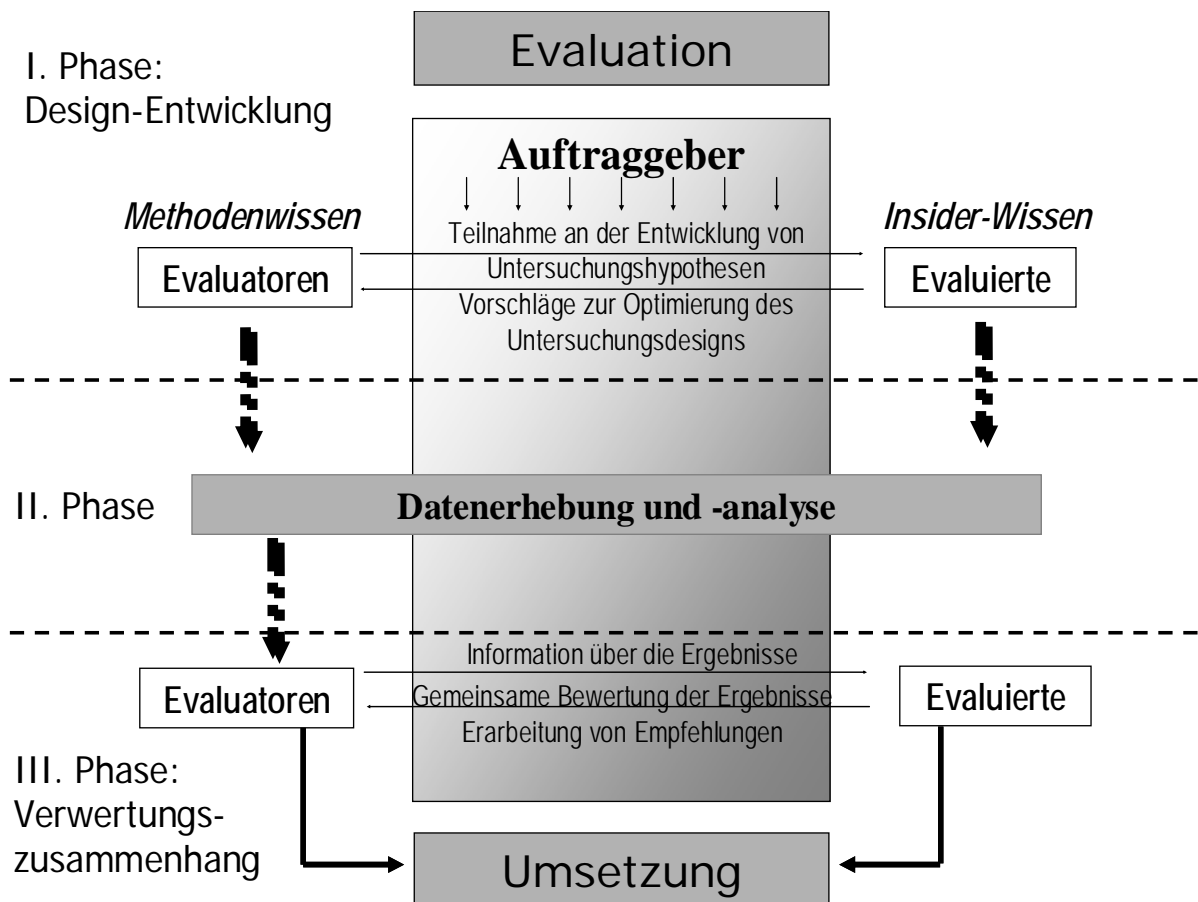 Evaluation
I. Phase:
Design-Entwicklung
Auftraggeber
Methodenwissen
Insider-Wissen
Teilnahme an der Entwicklung von
Untersuchungshypothesen
Evaluatoren
Evaluierte
Vorschläge zur Optimierung des
Untersuchungsdesigns
II. Phase
Datenerhebung und -analyse
Information über die Ergebnisse
Evaluatoren
Gemeinsame Bewertung der Ergebnisse
Evaluierte
Erarbeitung von Empfehlungen
III. Phase:
Verwertungs-
zusammenhang
Umsetzung